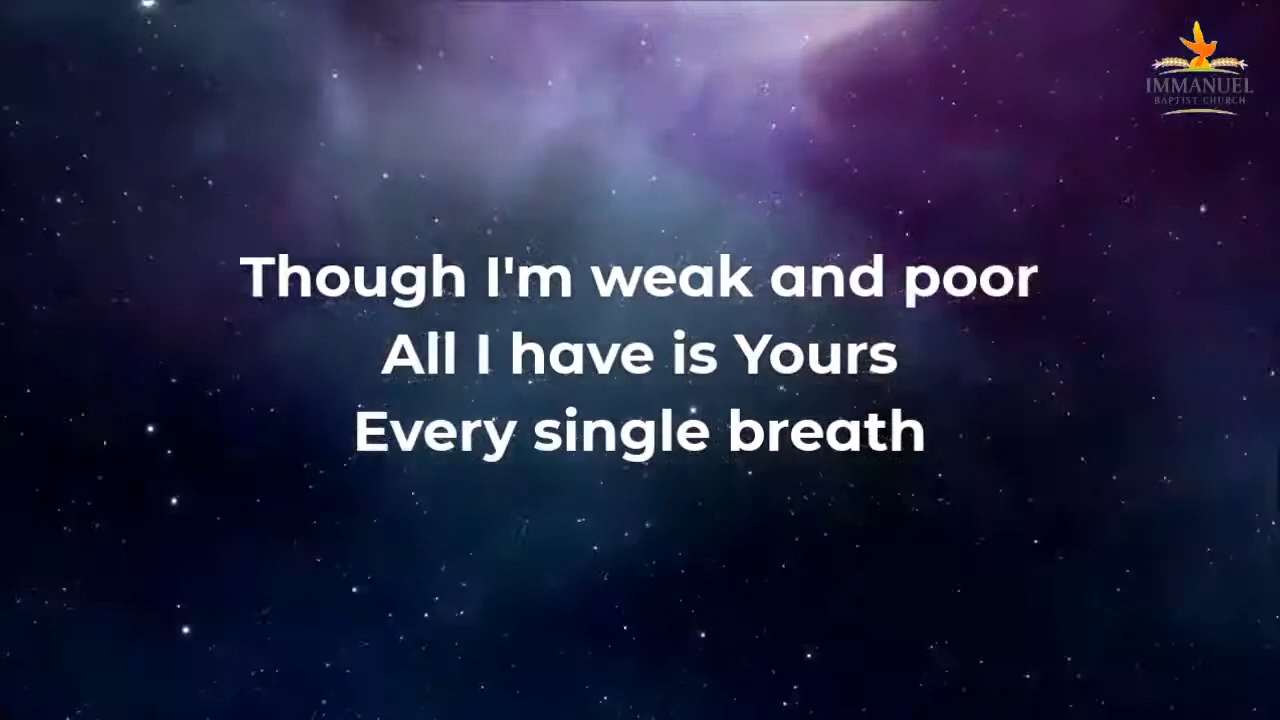 IMMANUEL
BAPTIST CHURCH
Though I'm weak and poor
All I have is Yours
Every single breath